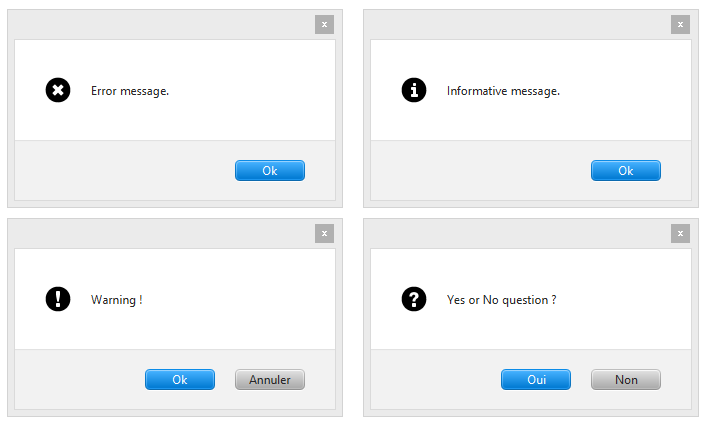 x
Error message.
Ok
x
Informative message.
Ok
x
Warning !
Ok Annuler
x
Yes or No question ?
Oui Non